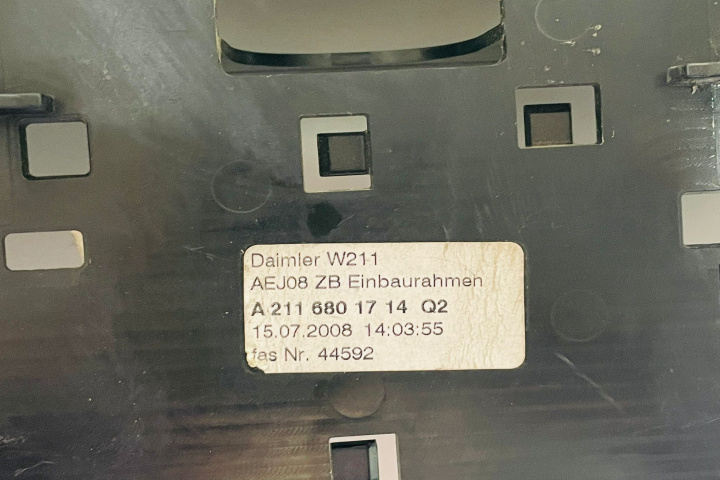 Daimler W211
AEJ08 ZB Einbaurahmen
A 211 680 17 14 Q2
15.07.2008 14:03:55
fas Nr. 44592